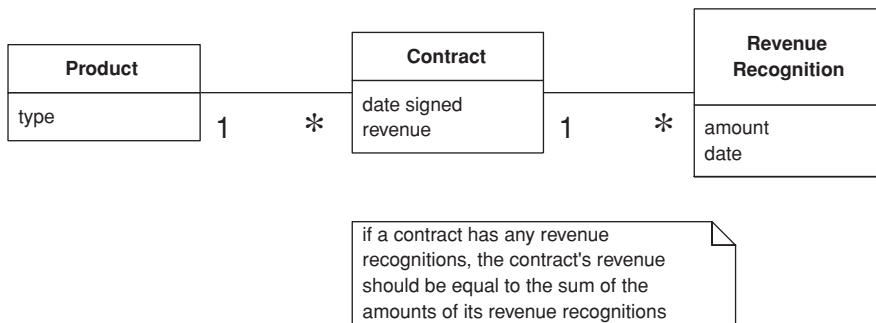 Product
type
1
*
Contract
date signed
revenue
1
*
Revenue
Recognition
amount
date
if a contract has any revenue
recognitions, the contract's revenue
should be equal to the sum of the
amounts of its revenue recognitions